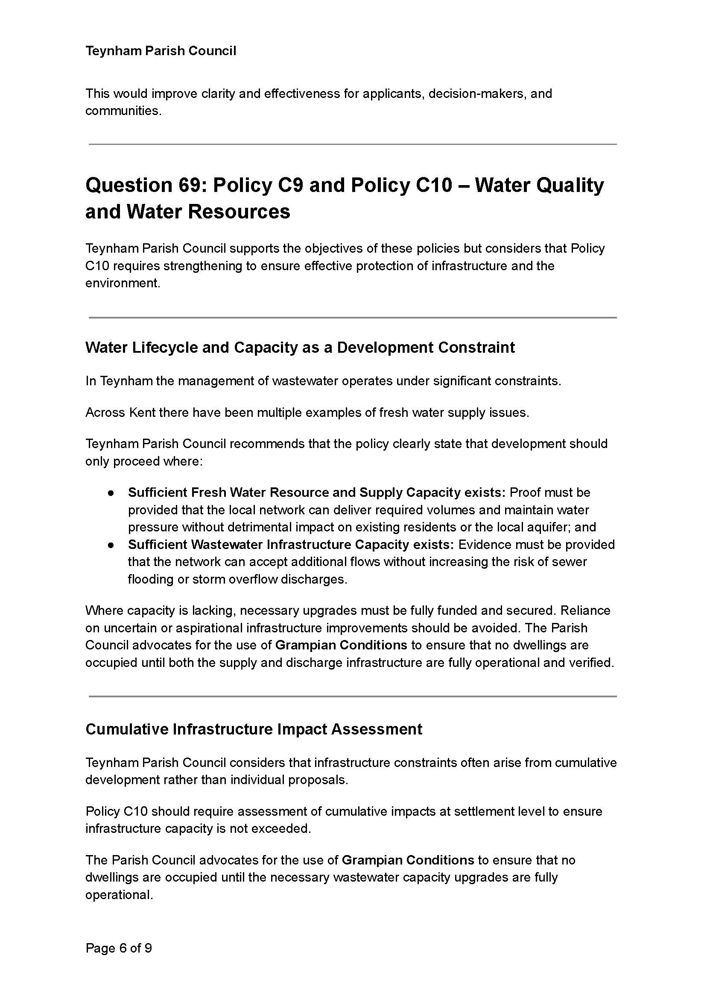 Teynham Parish Council
This would improve clarity and effectiveness for applicants, decision-makers, and
communities.
Question 69: Policy C9 and Policy C10 – Water Quality
and Water Resources
Teynham Parish Council supports the objectives of these policies but considers that Policy
C10 requires strengthening to ensure effective protection of infrastructure and the
environment.
Water Lifecycle and Capacity as a Development Constraint
In Teynham the management of wastewater operates under significant constraints.
Across Kent there have been multiple examples of fresh water supply issues.
Teynham Parish Council recommends that the policy clearly state that development should
only proceed where:
● Sufficient Fresh Water Resource and Supply Capacity exists: Proof must be
provided that the local network can deliver required volumes and maintain water
pressure without detrimental impact on existing residents or the local aquifer; and
● Sufficient Wastewater Infrastructure Capacity exists: Evidence must be provided
that the network can accept additional flows without increasing the risk of sewer
flooding or storm overflow discharges.
Where capacity is lacking, necessary upgrades must be fully funded and secured. Reliance
on uncertain or aspirational infrastructure improvements should be avoided. The Parish
Council advocates for the use of Grampian Conditions to ensure that no dwellings are
occupied until both the supply and discharge infrastructure are fully operational and verified.
Cumulative Infrastructure Impact Assessment
Teynham Parish Council considers that infrastructure constraints often arise from cumulative
development rather than individual proposals.
Policy C10 should require assessment of cumulative impacts at settlement level to ensure
infrastructure capacity is not exceeded.
The Parish Council advocates for the use of Grampian Conditions to ensure that no
dwellings are occupied until the necessary wastewater capacity upgrades are fully
operational.
Page 6 of 9